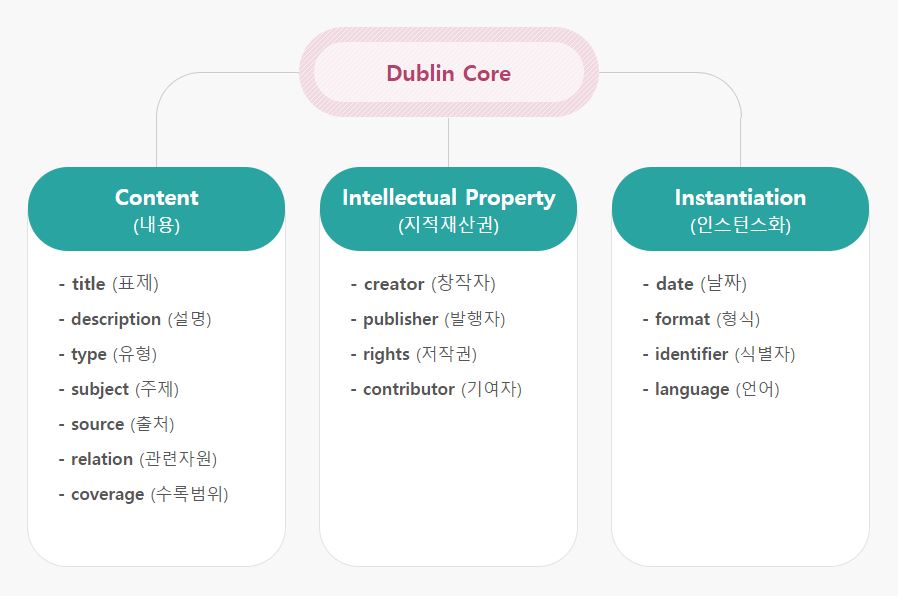 Dublin Core
Content
(내용)
- title (표제)
- description (설명)
- type (유형)
- subject (주제)
- source (출처)
- relation (관련자원)
- coverage (수록범위)
Intellectual Property
(지적재산권)
- creator (창작자)
- publisher (발행자)
- rights (저작권)
- contributor (기여자)
Instantiation
(인스턴스화)
- date (날짜)
- format (형식)
- identifier (식별자)
- language (언어)